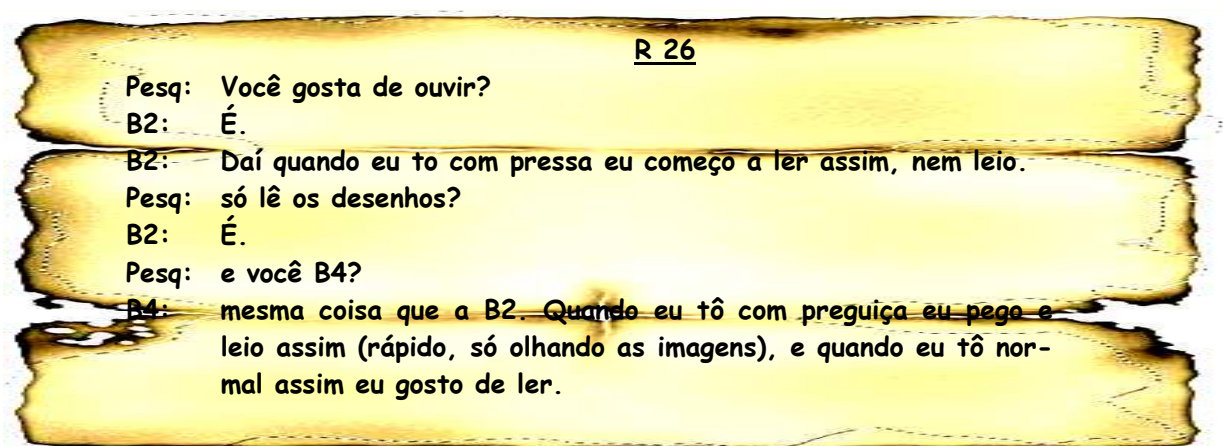 R 26
Pesq: Você gosta de ouvir?
B2: É.
B2: Daí quando eu to com pressa eu começo a ler assim, nem leio.
Pesq: só lê os desenhos?
B2: É.
Pesq: e você B4?
B4: mesma coisa que a B2. Quando eu tô com preguiça eu pego e
leio assim (rápido, só olhando as imagens), e quando eu tô nor-
mal assim eu gosto de ler.